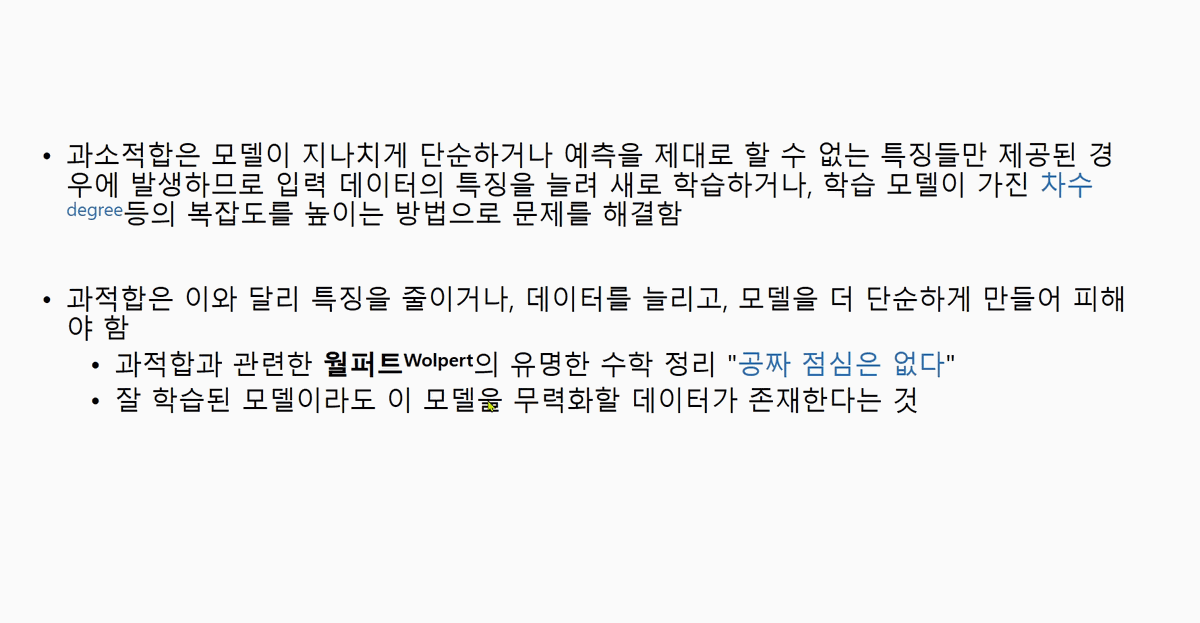 • 과소적합은 모델이 지나치게 단순하거나 예측을 제대로 할 수 없는 특징들만 제공된 경
우에 발생하므로 입력 데이터의 특징을 늘려 새로 학습하거나, 학습 모델이 가진 차수
degree등의 복잡도를 높이는 방법으로 문제를 해결함
• 과적합은 이와 달리 특징을 줄이거나, 데이터를 늘리고, 모델을 더 단순하게 만들어 피해
야 함
• 과적합과 관련한 월퍼트Wolpert의 유명한 수학 정리 "공짜 점심은 없다"
• 잘 학습된 모델이라도 이 모델을 무력화할 데이터가 존재한다는 것